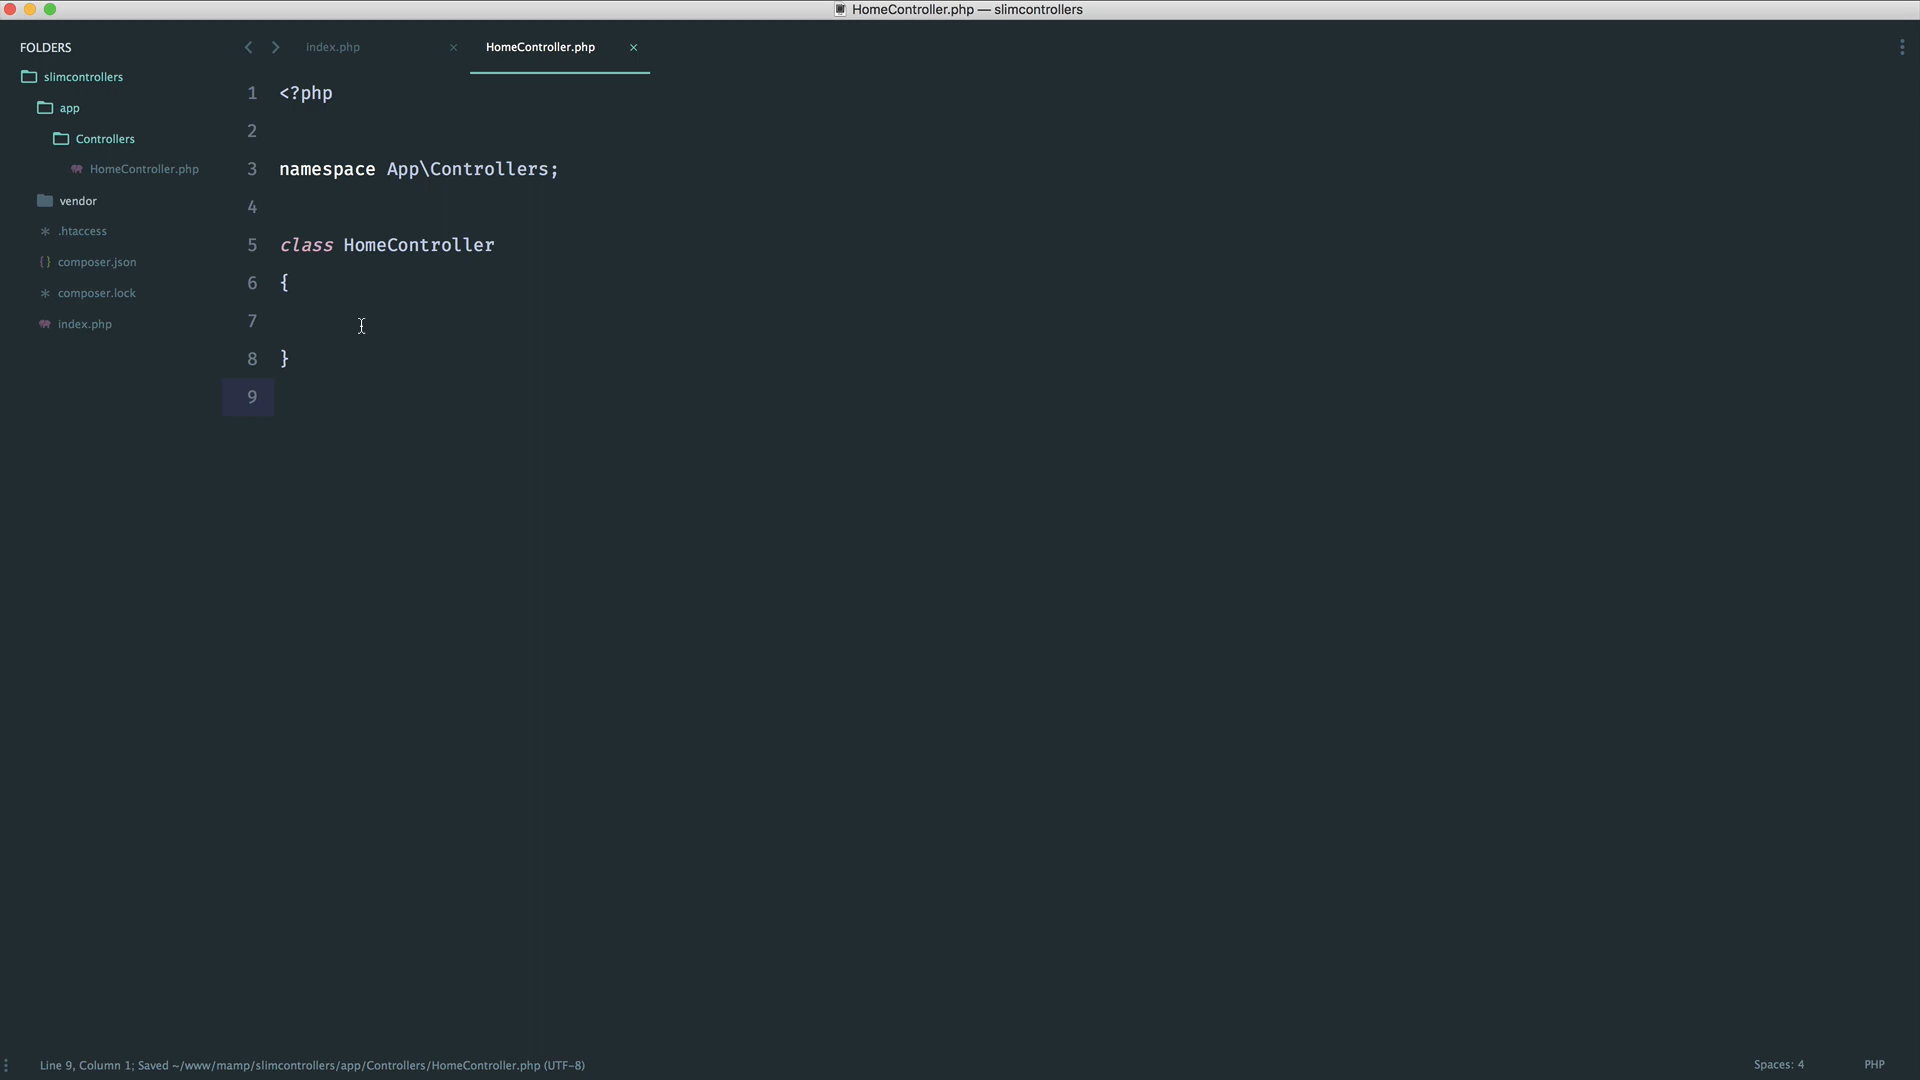 HomeController.php — slimcontrollers
FOLDERS
slimcontrollers
app
Controllers
HomeController.php
vendor
.htaccess
composer.json
composer.lock
index.php
index.php
HomeController.php
1 <?php
2
3 namespace App\Controllers;
4
5 class HomeController
6 {
7
8 }
9
Line 9, Column 1; Saved ~/www/mamp/slimcontrollers/app/Controllers/HomeController.php (UTF-8)
Spaces: 4
PHP